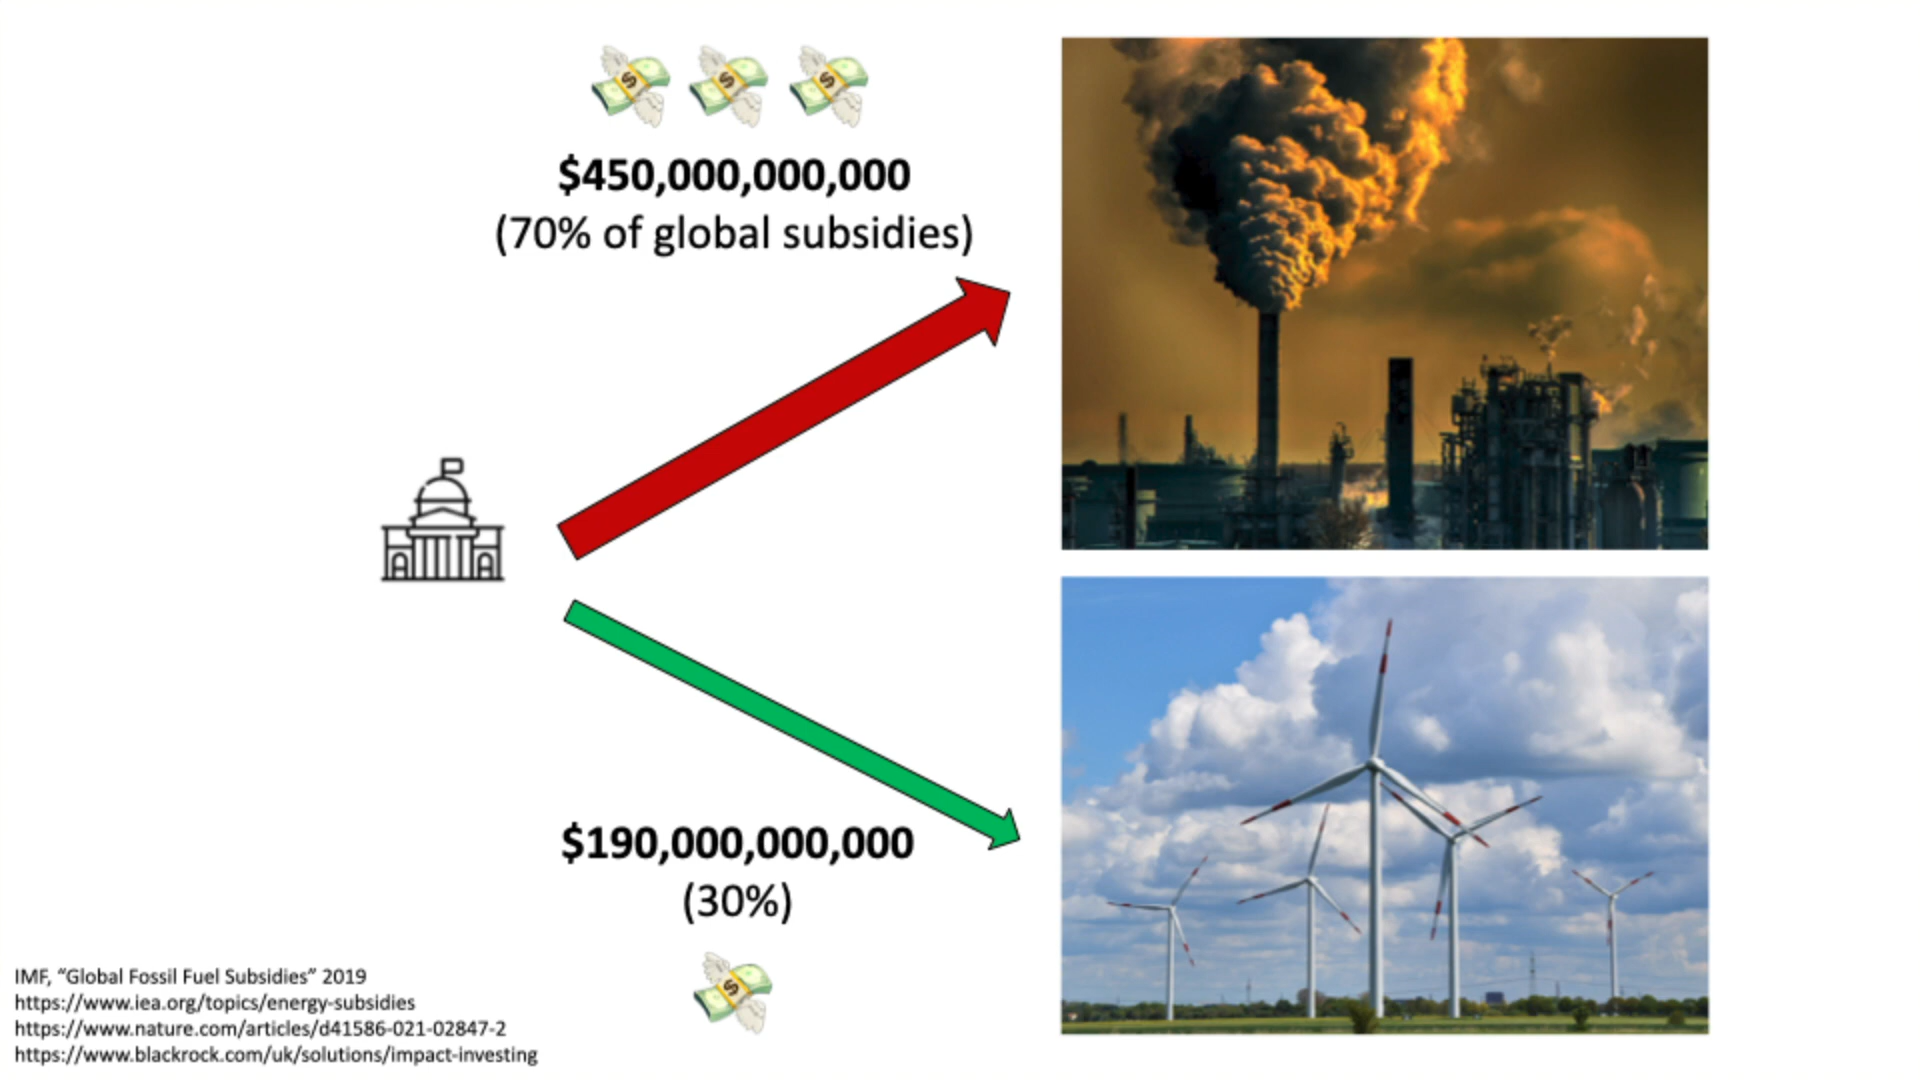 $450,000,000,000
(70% of global subsidies)
$190,000,000,000
(30%)
IMF, “Global Fossil Fuel Subsidies” 2019
https://www.iea.org/topics/energy-subsidies
https://www.nature.com/articles/d41586-021-02847-2
https://www.blackrock.com/uk/solutions/impact-investing